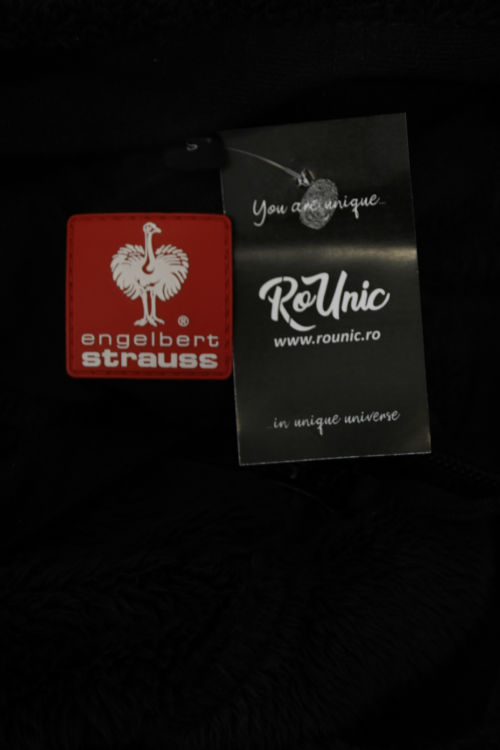 S
You are unique...
RoUnic
www.rounic.ro
...in unique universe
®
engelbert
strauss